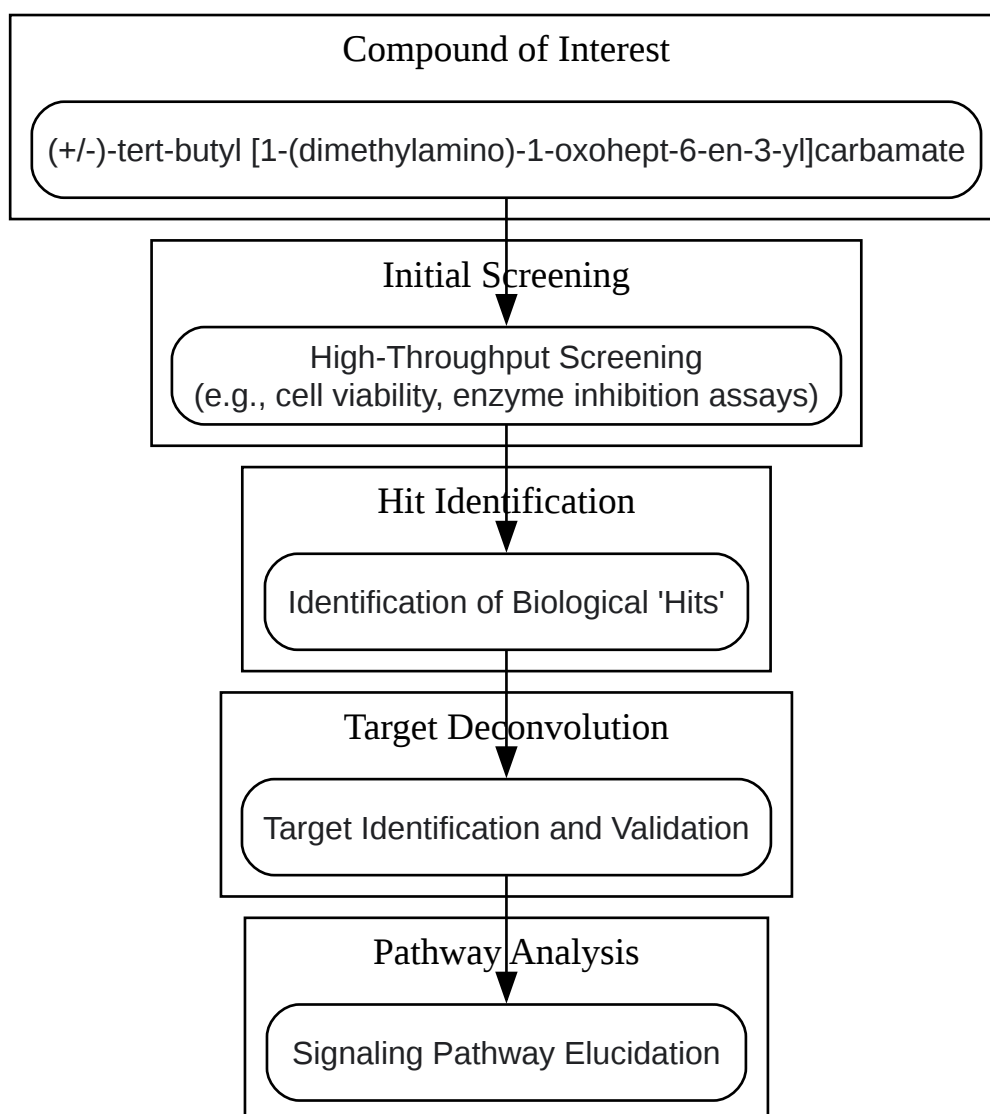 Compound of Interest
(+/-)-tert-butyl [1-(dimethylamino)-1-oxohept-6-en-3-yl]carbamate
Initial Screening
High-Throughput Screening
(e.g., cell viability, enzyme inhibition assays)
Hit Identification
Identification of Biological 'Hits'
Target Deconvolution
Target Identification and Validation
Pathway Analysis
Signaling Pathway Elucidation